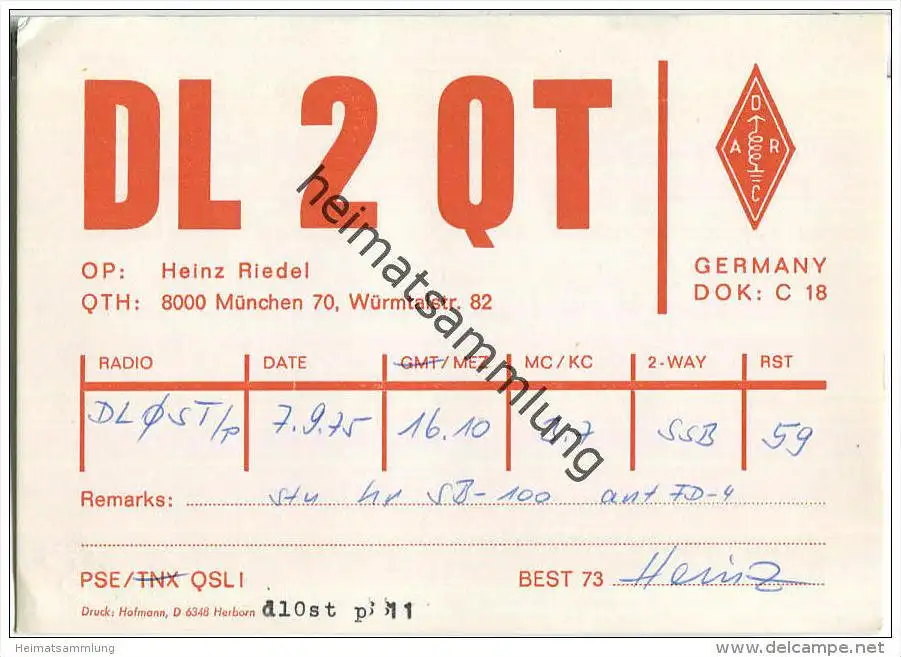 DL 2 QT
D
A R
C
OP: Heinz Riedel
QTH: 8000 München 70, Würmtalstr. 82
GERMANY
DOK: C 18
RADIO DATE GMT/MEZ MC/KC 2-WAY RST
DLØST/p 7.9.75 16.10 SSB 59
Remarks: stn hr SB-100 ant FD-4
PSE/TNX QSL!
BEST 73 Heinz
Druck: Hofmann, D 6348 Herborn
dl0st p 11
heimatsammlung
Heimatsammlung
delcampe.net